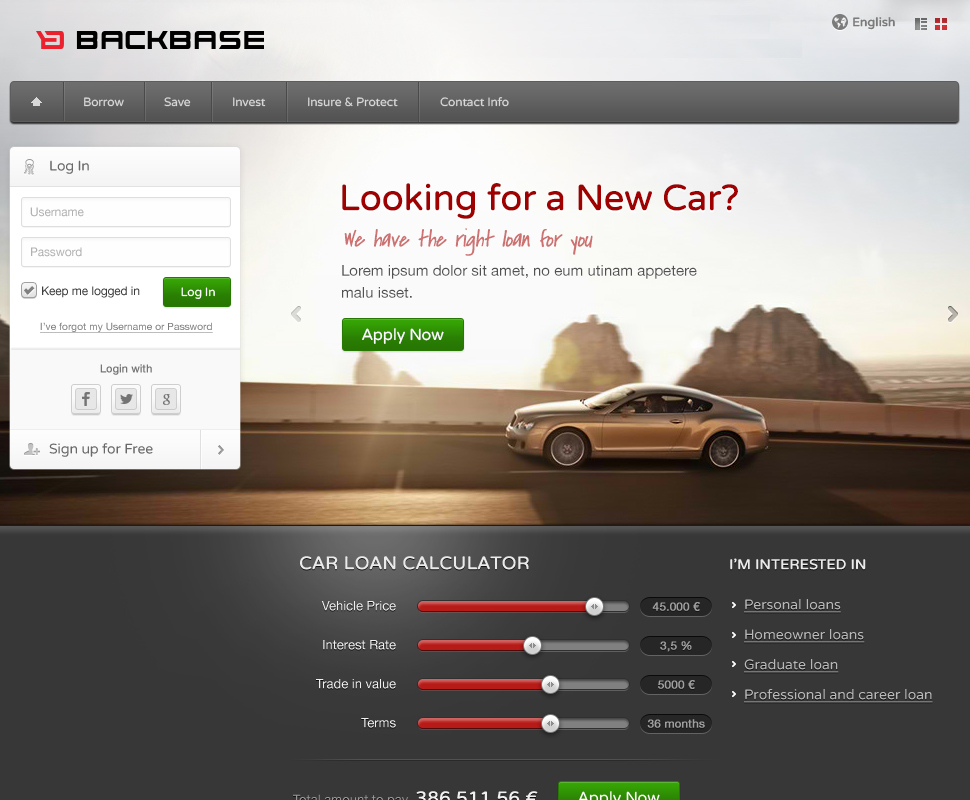 BACKBASE
English
Borrow
Save
Invest
Insure & Protect
Contact Info
Log In
Username
Password
Keep me logged in
Log In
I've forgot my Username or Password
Login with
Sign up for Free
Looking for a New Car?
We have the right loan for you
Lorem ipsum dolor sit amet, no eum utinam appetere
malu isset.
Apply Now
CAR LOAN CALCULATOR
Vehicle Price 45.000 €
Interest Rate 3,5 %
Trade in value 5000 €
Terms 36 months
Total amount to pay 386.511,56 €
Apply Now
I'M INTERESTED IN
Personal loans
Homeowner loans
Graduate loan
Professional and career loan